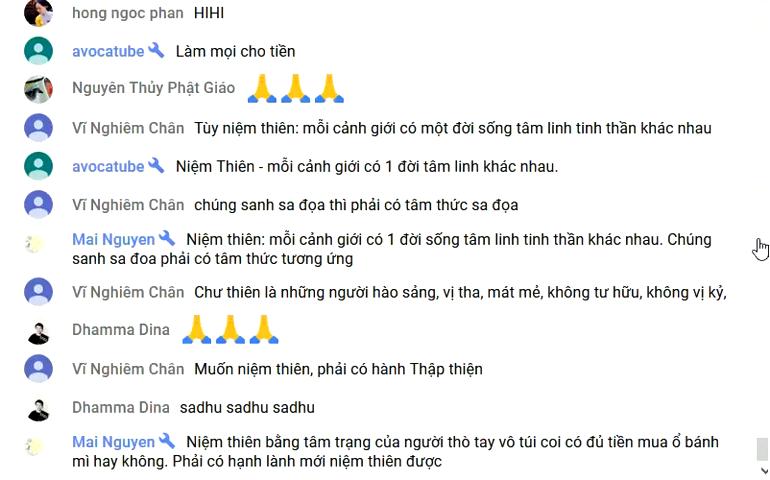 hong ngoc phan HIHI
avocatube Làm mọi cho tiền
Nguyên Thủy Phật Giáo 🙏🙏🙏
Vĩ Nghiêm Chân Tùy niệm thiên: mỗi cảnh giới có một đời sống tâm linh tinh thần khác nhau
avocatube Niệm Thiên - mỗi cảnh giới có 1 đời tâm linh khác nhau.
Vĩ Nghiêm Chân chúng sanh sa đọa thì phải có tâm thức sa đọa
Mai Nguyen Niệm thiên: mỗi cảnh giới có 1 đời sống tâm linh tinh thần khác nhau. Chúng
sanh sa đoa phải có tâm thức tương ứng
Vĩ Nghiêm Chân Chư thiên là những người hào sảng, vị tha, mát mẻ, không tư hữu, không vị kỷ,
Dhamma Dina 🙏🙏🙏
Vĩ Nghiêm Chân Muốn niệm thiên, phải có hành Thập thiện
Dhamma Dina sadhu sadhu sadhu
Mai Nguyen Niệm thiên bằng tâm trạng của người thò tay vô túi coi có đủ tiền mua ổ bánh
mì hay không. Phải có hạnh lành mới niệm thiên được